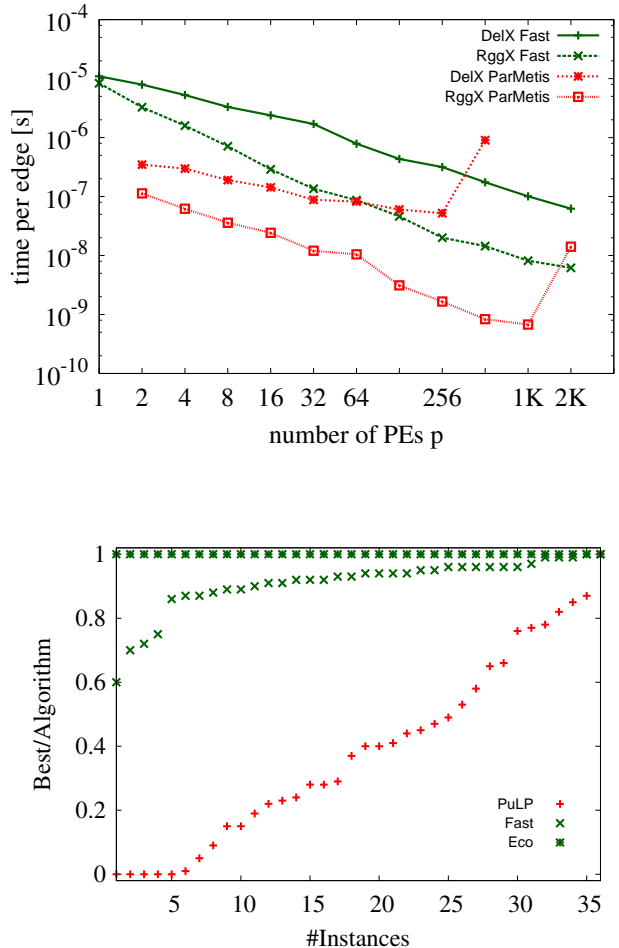 DelX Fast
RggX Fast
DelX ParMetis
RggX ParMetis
10^-4
10^-5
10^-6
10^-7
10^-8
10^-9
10^-10
time per edge [s]
1 2 4 8 16 32 64 256 1K 2K
number of PEs p
1
0.8
0.6
0.4
0.2
0
Best/Algorithm
PuLP
Fast
Eco
5 10 15 20 25 30 35
#Instances